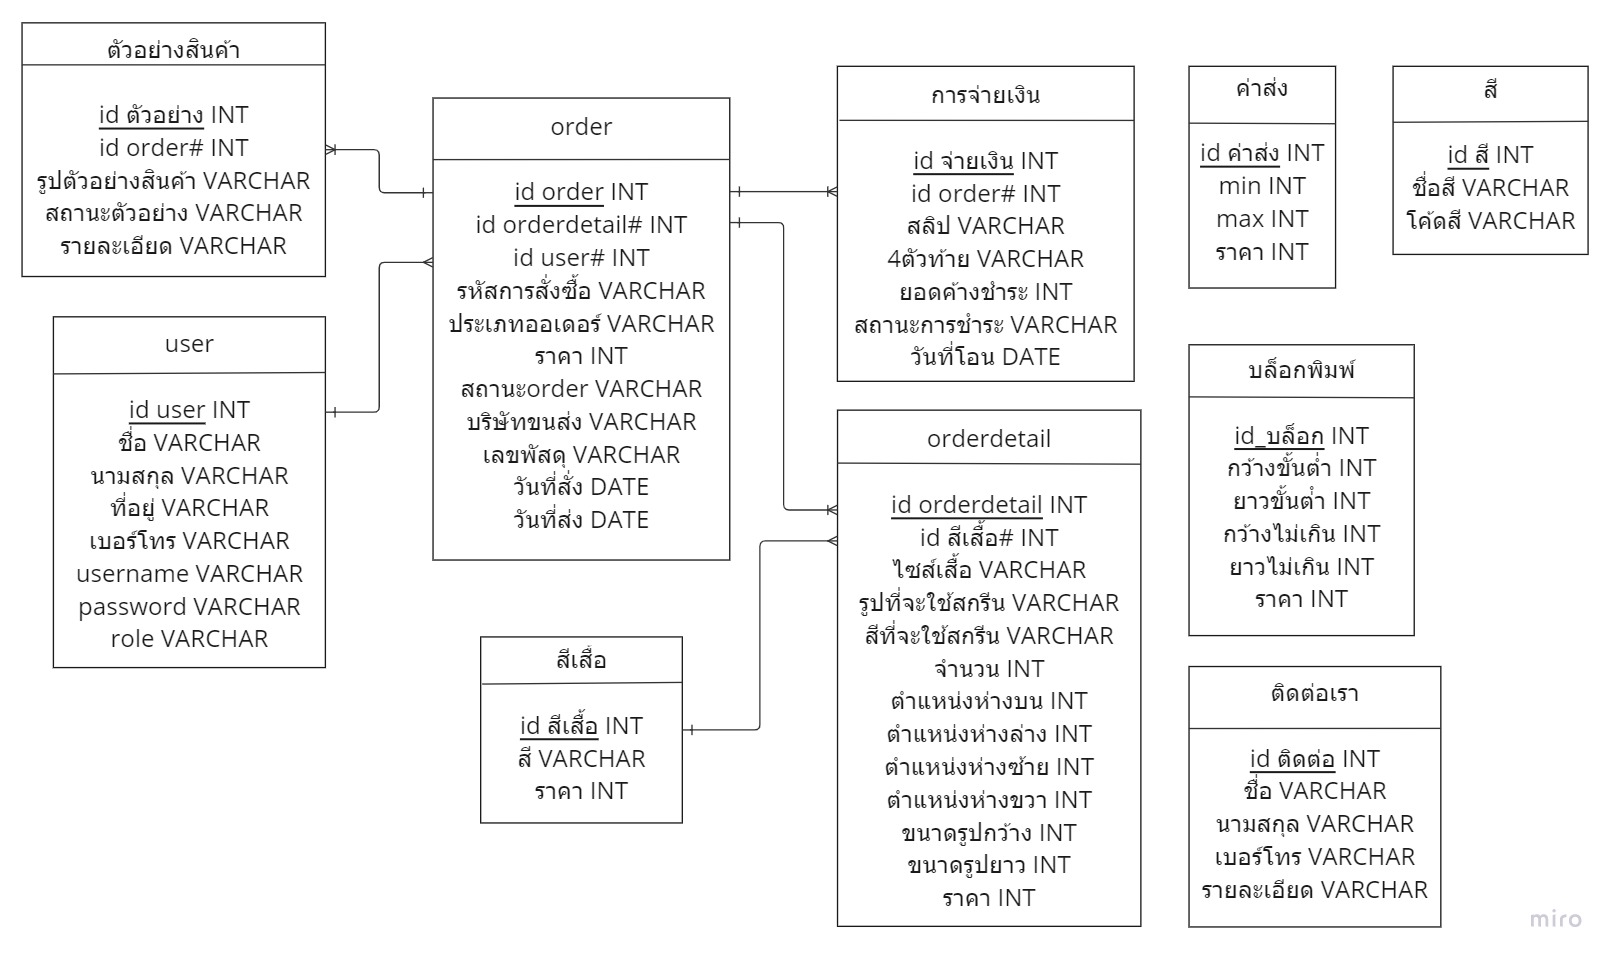 ตัวอย่างสินค้า
id ตัวอย่าง INT
id order# INT
รูปตัวอย่างสินค้า VARCHAR
สถานะตัวอย่าง VARCHAR
รายละเอียด VARCHAR
user
id user INT
ชื่อ VARCHAR
นามสกุล VARCHAR
ที่อยู่ VARCHAR
เบอร์โทร VARCHAR
username VARCHAR
password VARCHAR
role VARCHAR
order
id order INT
id orderdetail# INT
id user# INT
รหัสการสั่งซื้อ VARCHAR
ประเภทออเดอร์ VARCHAR
ราคา INT
สถานะorder VARCHAR
บริษัทขนส่ง VARCHAR
เลขพัสดุ VARCHAR
วันที่สั่ง DATE
วันที่ส่ง DATE
สีเสื้อ
id สีเสื้อ INT
สี VARCHAR
ราคา INT
การจ่ายเงิน
id จ่ายเงิน INT
id order# INT
สลิป VARCHAR
4ตัวท้าย VARCHAR
ยอดค้างชำระ INT
สถานะการชำระ VARCHAR
วันที่โอน DATE
orderdetail
id orderdetail INT
id สีเสื้อ# INT
ไซส์เสื้อ VARCHAR
รูปที่จะใช้สกรีน VARCHAR
สีที่จะใช้สกรีน VARCHAR
จำนวน INT
ตำแหน่งห่างบน INT
ตำแหน่งห่างล่าง INT
ตำแหน่งห่างซ้าย INT
ตำแหน่งห่างขวา INT
ขนาดรูปกว้าง INT
ขนาดรูปยาว INT
ราคา INT
ค่าส่ง
id ค่าส่ง INT
min INT
max INT
ราคา INT
สี
id สี INT
ชื่อสี VARCHAR
โค้ดสี VARCHAR
บล็อกพิมพ์
id_บล็อก INT
กว้างขั้นต่ำ INT
ยาวขั้นต่ำ INT
กว้างไม่เกิน INT
ยาวไม่เกิน INT
ราคา INT
ติดต่อเรา
id ติดต่อ INT
ชื่อ VARCHAR
นามสกุล VARCHAR
เบอร์โทร VARCHAR
รายละเอียด VARCHAR
miro